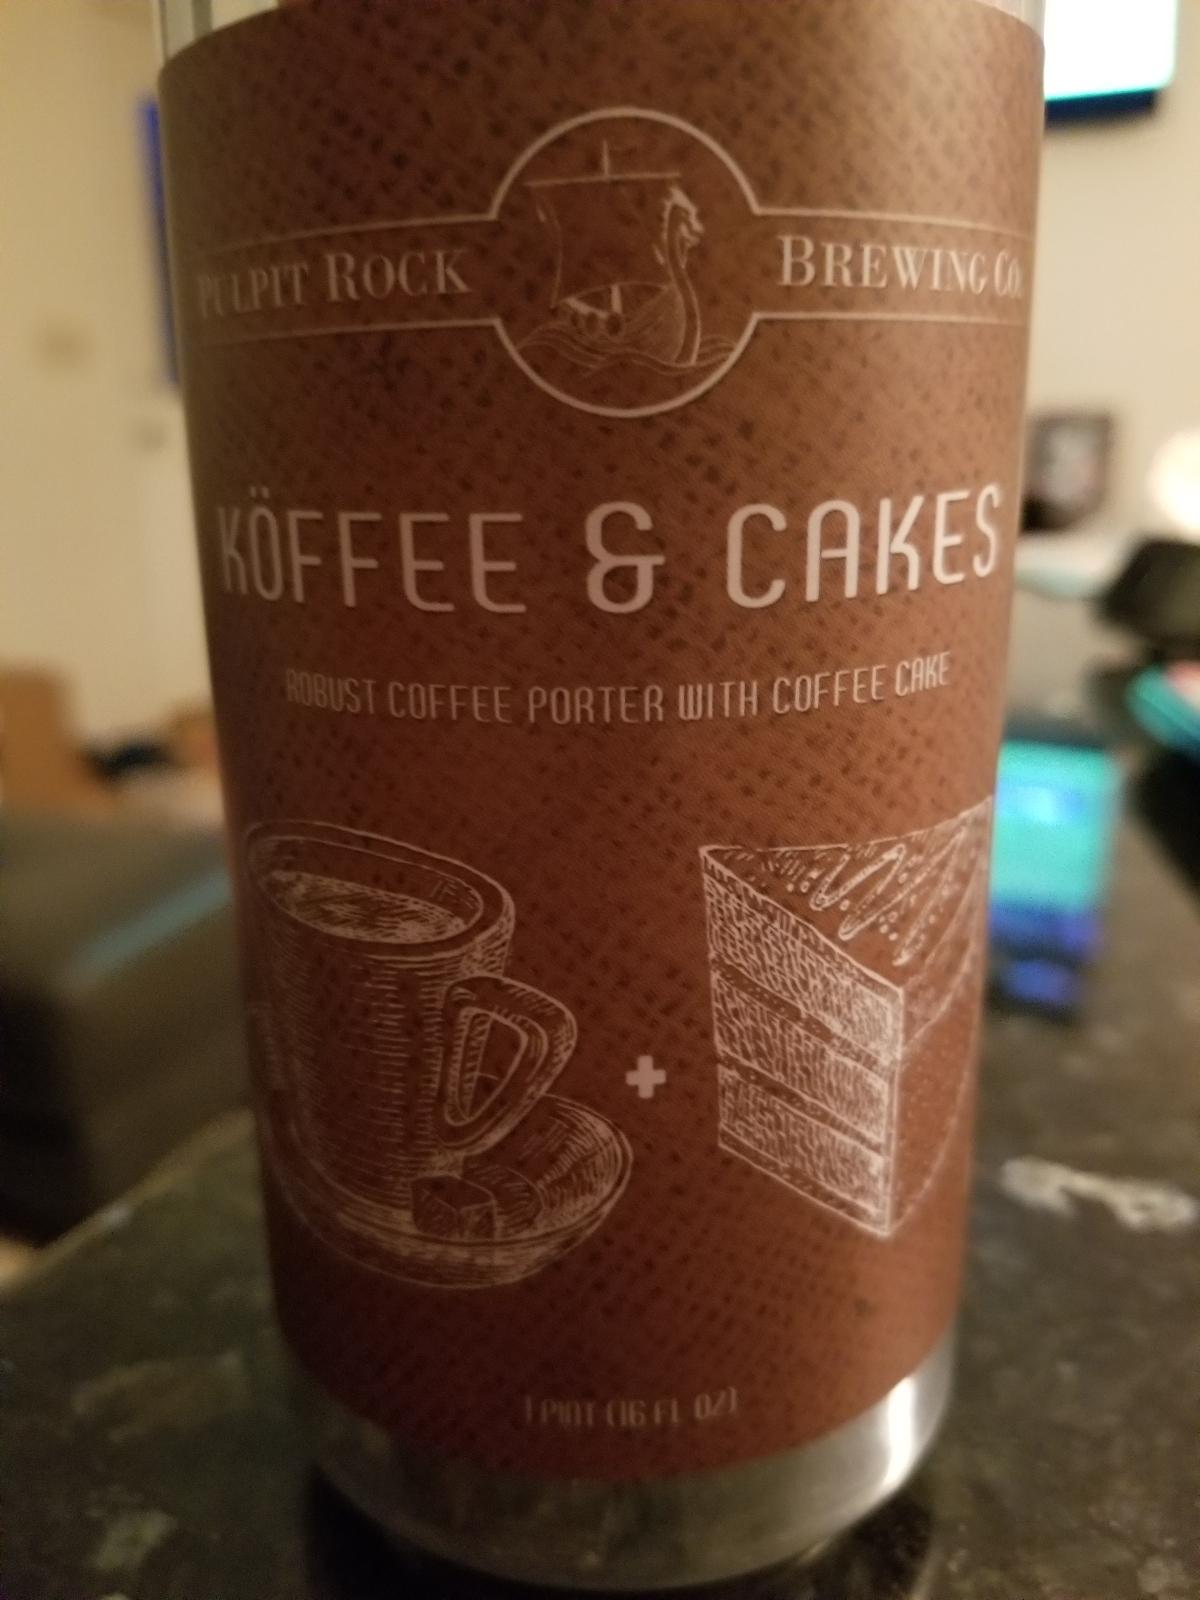 PULPIT ROCK BREWING CO.
KÖFFEE & CAKES
ROBUST COFFEE PORTER WITH COFFEE CAKE
+
1 PINT (16 FL OZ)